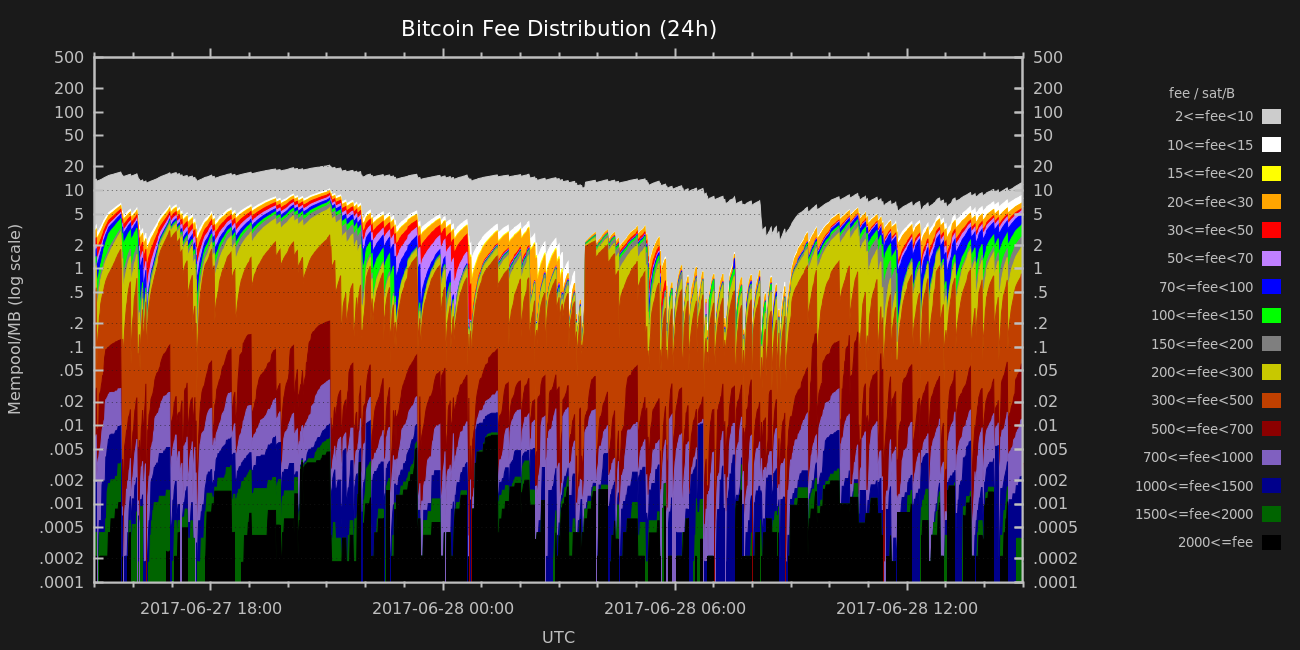 Bitcoin Fee Distribution (24h)
500
200
100
50
20
10
5
2
1
.5
.2
.1
.05
.02
.01
.005
.002
.001
.0005
.0002
.0001
Mempool/MB (log scale)
500
200
100
50
20
10
5
2
1
.5
.2
.1
.05
.02
.01
.005
.002
.001
.0005
.0002
.0001
2017-06-27 18:00
2017-06-28 00:00
2017-06-28 06:00
2017-06-28 12:00
UTC
fee / sat/B
2<=fee<10
10<=fee<15
15<=fee<20
20<=fee<30
30<=fee<50
50<=fee<70
70<=fee<100
100<=fee<150
150<=fee<200
200<=fee<300
300<=fee<500
500<=fee<700
700<=fee<1000
1000<=fee<1500
1500<=fee<2000
2000<=fee